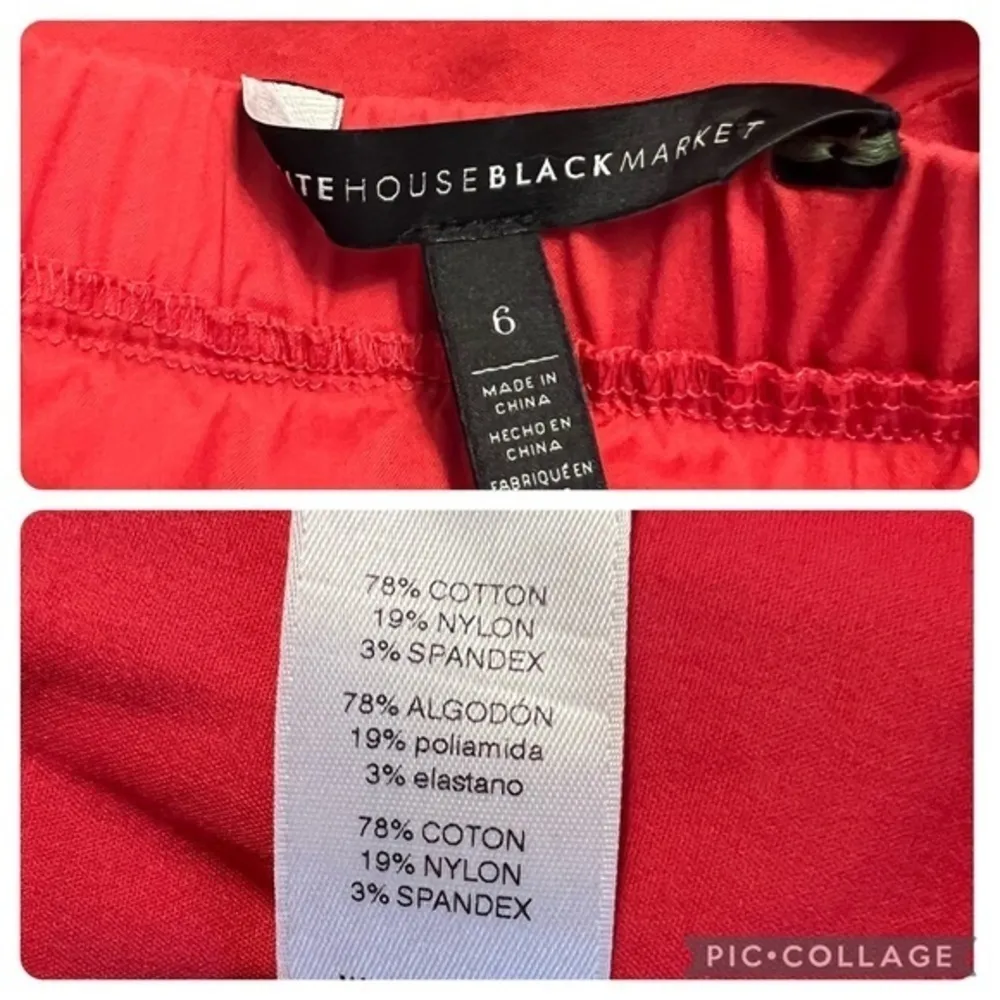 ITEHOUSEBLACKMARKET
6
MADE IN
CHINA
HECHO EN
CHINA
FABRIQUÉ EN
78% COTTON
19% NYLON
3% SPANDEX
78% ALGODÓN
19% poliamida
3% elastano
78% COTON
19% NYLON
3% SPANDEX
PIC•COLLAGE